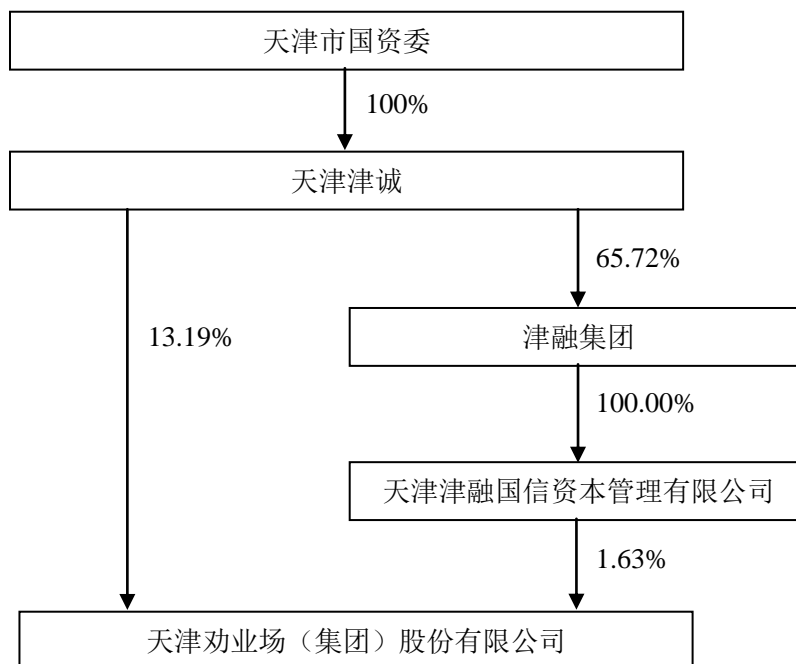 天津市国资委
100%
天津津诚
65.72%
13.19%
津融集团
100.00%
天津津融国信资本管理有限公司
1.63%
天津劝业场（集团）股份有限公司